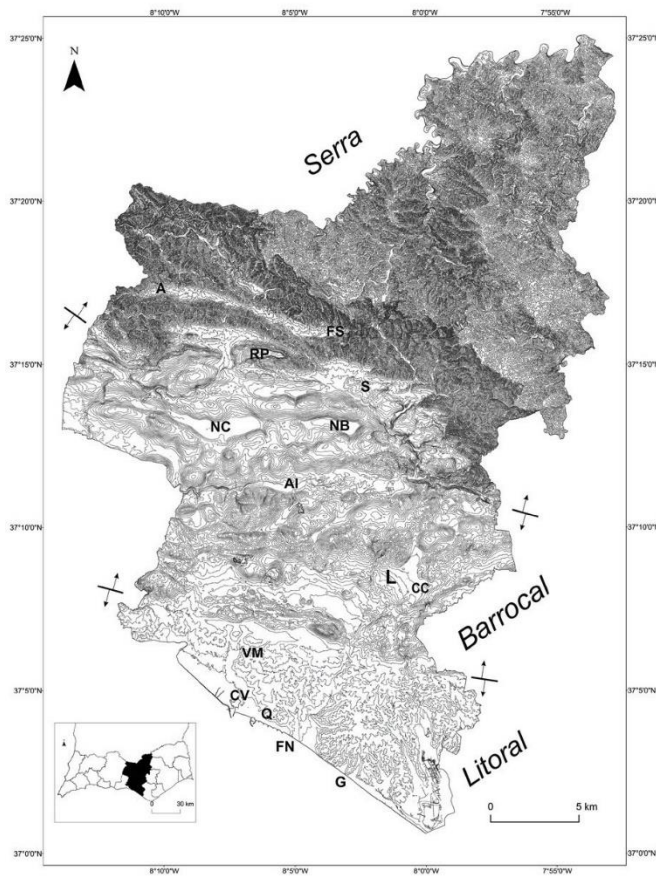 8°10'0"W
8°5'0"W
8°0'0"W
7°55'0"W
37°25'0"N
37°25'0"N
N
Serra
37°20'0"N
37°20'0"N
A
FS
37°15'0"N
RP
37°15'0"N
S
NC
NB
AI
37°10'0"N
37°10'0"N
L
CC
Barrocal
VM
37°5'0"N
37°5'0"N
CV
Q
FN
Litoral
G
0
30 km
0
5 km
37°0'0"N
37°0'0"N
8°10'0"W
8°5'0"W
8°0'0"W
7°55'0"W